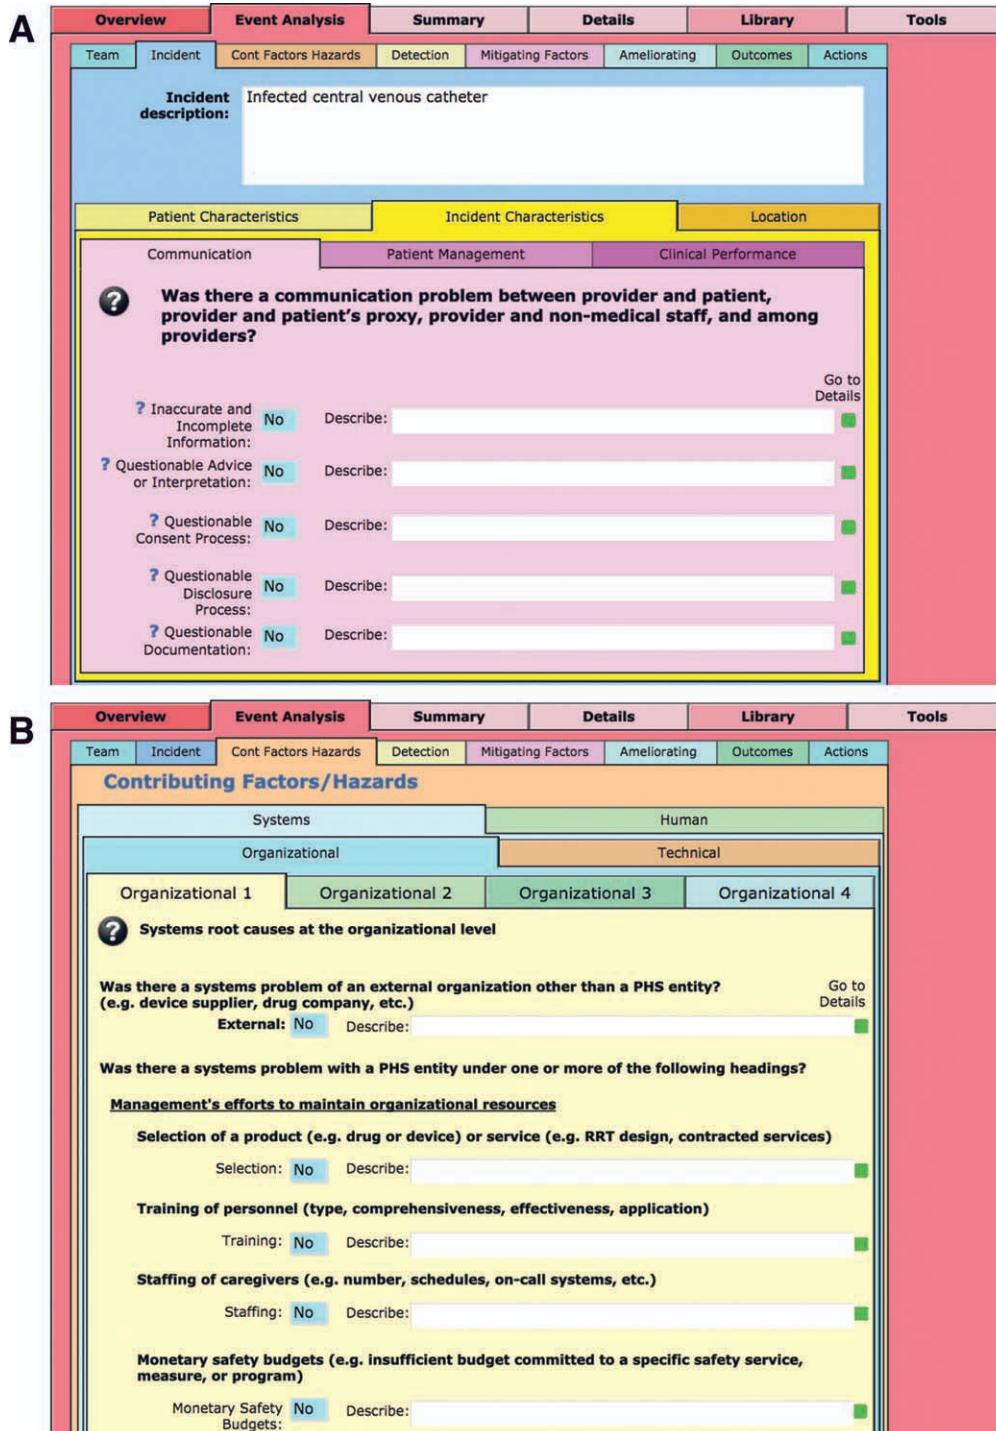 A
Overview Event Analysis Summary Details Library Tools
Team Incident Cont Factors Hazards Detection Mitigating Factors Ameliorating Outcomes Actions
Incident
description:
Infected central venous catheter
Patient Characteristics Incident Characteristics Location
Communication Patient Management Clinical Performance
? Was there a communication problem between provider and patient,
provider and patient's proxy, provider and non-medical staff, and among
providers?
Go to
Details
? Inaccurate and
Incomplete
Information:
No Describe:
? Questionable Advice
or Interpretation:
No Describe:
? Questionable
Consent Process:
No Describe:
? Questionable
Disclosure
Process:
No Describe:
? Questionable
Documentation:
No Describe:
B
Overview Event Analysis Summary Details Library Tools
Team Incident Cont Factors Hazards Detection Mitigating Factors Ameliorating Outcomes Actions
Contributing Factors/Hazards
Systems Human
Organizational Technical
Organizational 1 Organizational 2 Organizational 3 Organizational 4
? Systems root causes at the organizational level
Was there a systems problem of an external organization other than a PHS entity?
(e.g. device supplier, drug company, etc.)
Go to
Details
External: No Describe:
Was there a systems problem with a PHS entity under one or more of the following headings?
Management's efforts to maintain organizational resources
Selection of a product (e.g. drug or device) or service (e.g. RRT design, contracted services)
Selection: No Describe:
Training of personnel (type, comprehensiveness, effectiveness, application)
Training: No Describe:
Staffing of caregivers (e.g. number, schedules, on-call systems, etc.)
Staffing: No Describe:
Monetary safety budgets (e.g. insufficient budget committed to a specific safety service,
measure, or program)
Monetary Safety
Budgets:
No Describe: